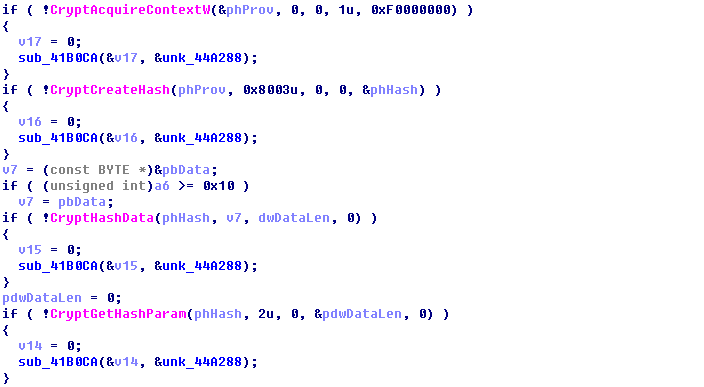 if ( !CryptAcquireContextW(&phProv, 0, 0, 1u, 0xF0000000) )
{
  v17 = 0;
  sub_41B0CA(&v17, &unk_44A288);
}
if ( !CryptCreateHash(phProv, 0x8003u, 0, 0, &phHash) )
{
  v16 = 0;
  sub_41B0CA(&v16, &unk_44A288);
}
v7 = (const BYTE *)&pbData;
if ( (unsigned int)a6 >= 0x10 )
  v7 = pbData;
if ( !CryptHashData(phHash, v7, dwDataLen, 0) )
{
  v15 = 0;
  sub_41B0CA(&v15, &unk_44A288);
}
pdwDataLen = 0;
if ( !CryptGetHashParam(phHash, 2u, 0, &pdwDataLen, 0) )
{
  v14 = 0;
  sub_41B0CA(&v14, &unk_44A288);
}